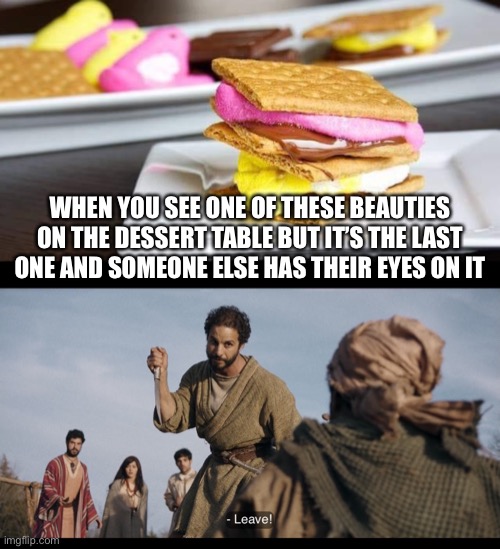 WHEN YOU SEE ONE OF THESE BEAUTIES
ON THE DESSERT TABLE BUT IT'S THE LAST
ONE AND SOMEONE ELSE HAS THEIR EYES ON IT
- Leave!
imgflip.com